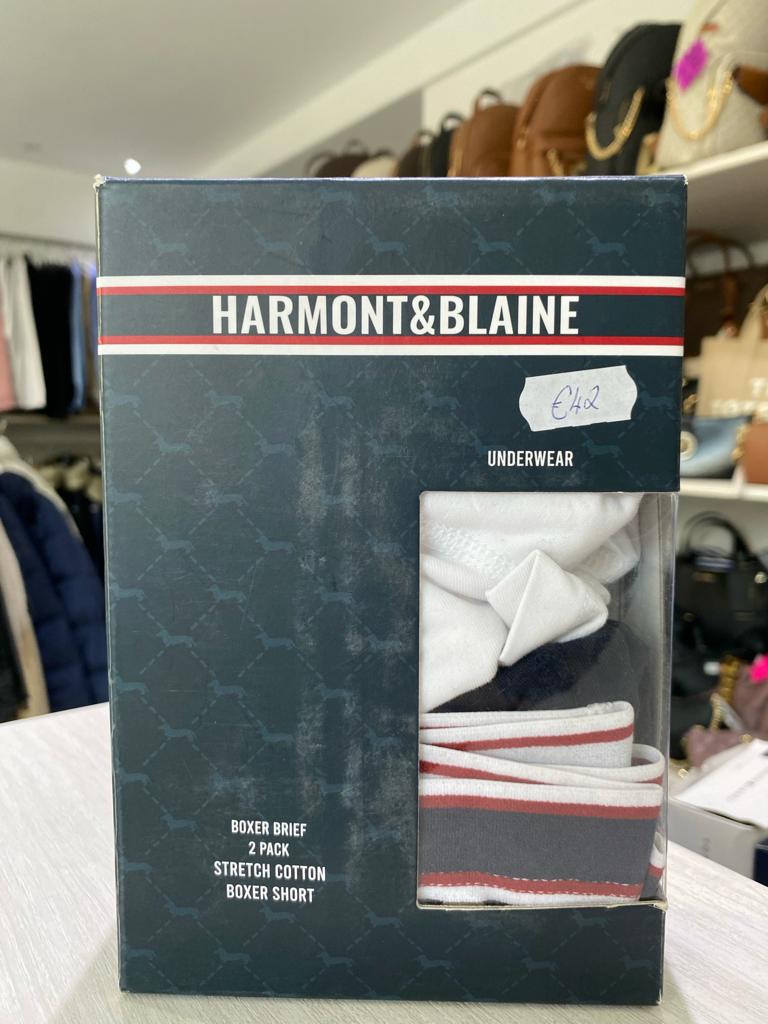 HARMONT&BLAINE
€42
UNDERWEAR
BOXER BRIEF
2 PACK
STRETCH COTTON
BOXER SHORT